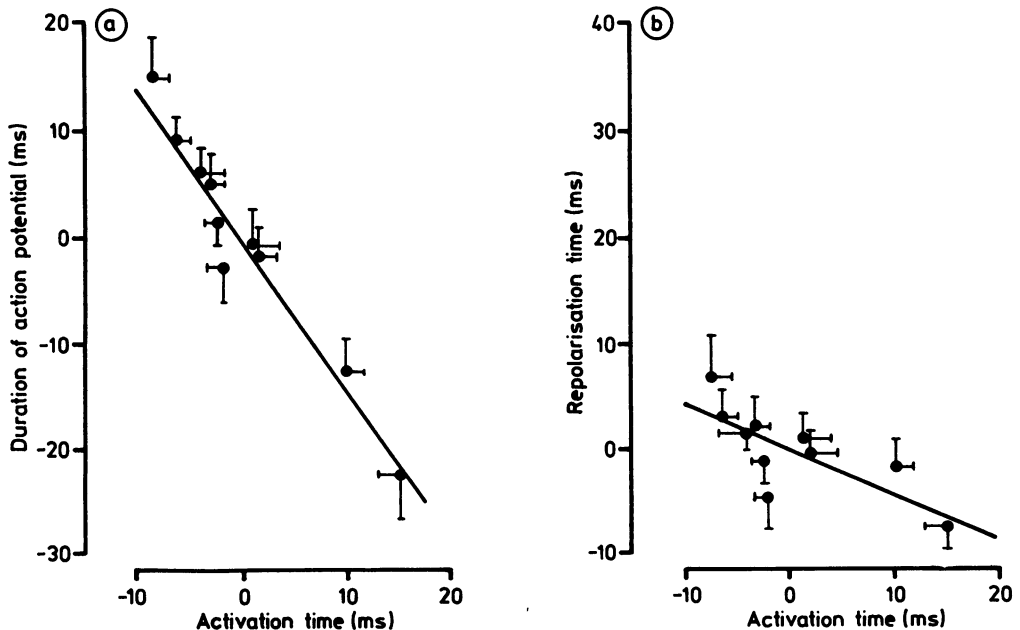 a
20
10
0
-10
-20
-30
Duration of action potential (ms)
-10 0 10 20
Activation time (ms)
b
40
30
20
10
0
-10
Repolarisation time (ms)
-10 0 10 20
Activation time (ms)